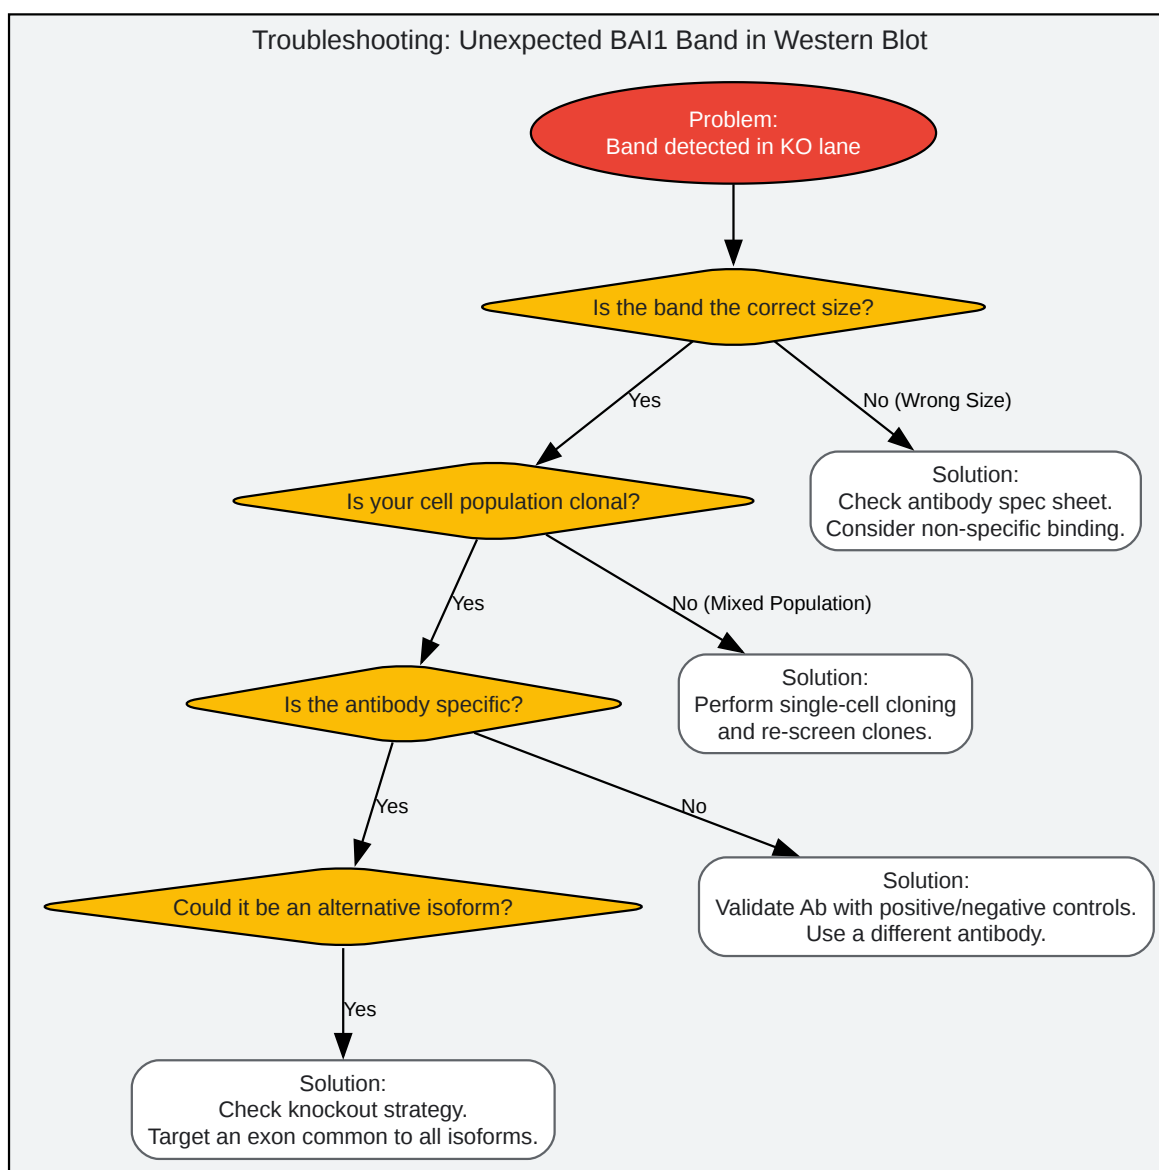 Troubleshooting: Unexpected BAI1 Band in Western Blot
Problem:
Band detected in KO lane
Is the band the correct size?
Yes
No (Wrong Size)
Solution:
Check antibody spec sheet.
Consider non-specific binding.
Is your cell population clonal?
Yes
No (Mixed Population)
Solution:
Perform single-cell cloning
and re-screen clones.
Is the antibody specific?
Yes
No
Solution:
Validate Ab with positive/negative controls.
Use a different antibody.
Could it be an alternative isoform?
Yes
Solution:
Check knockout strategy.
Target an exon common to all isoforms.